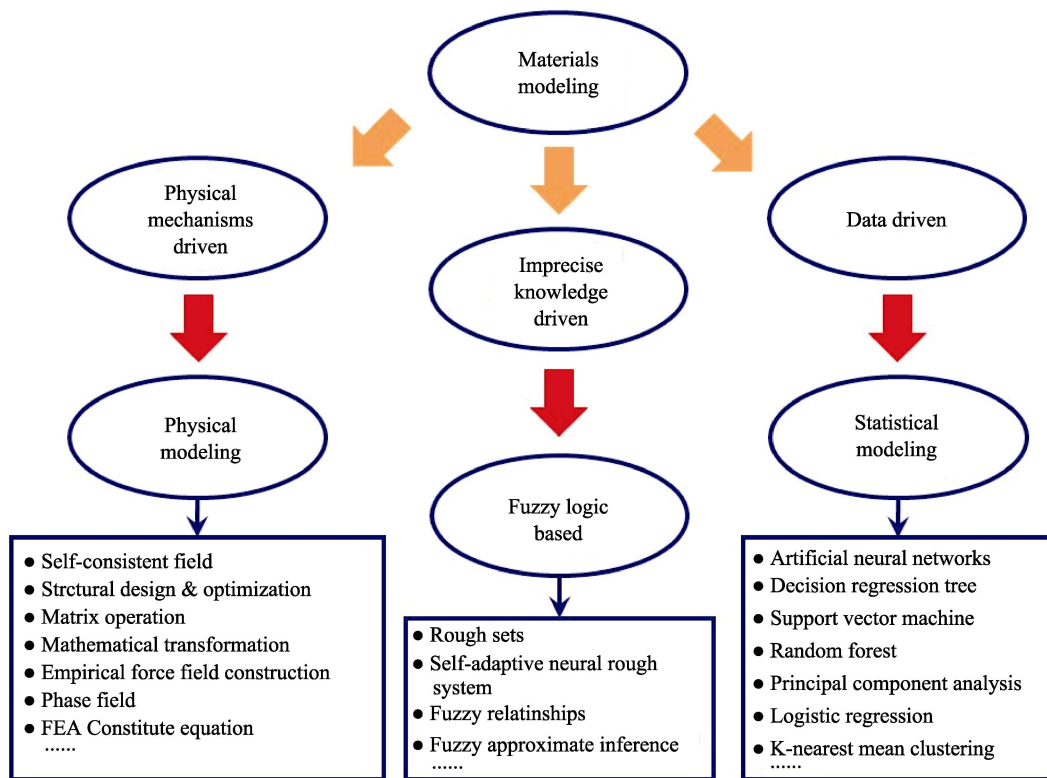 Materials
modeling
Physical
mechanisms
driven
Imprecise
knowledge
driven
Data driven
Physical
modeling
Fuzzy logic
based
Statistical
modeling
● Self-consistent field
● Strctural design & optimization
● Matrix operation
● Mathematical transformation
● Empirical force field construction
● Phase field
● FEA Constitute equation
......
● Rough sets
● Self-adaptive neural rough
system
● Fuzzy relatinships
● Fuzzy approximate inference
......
● Artificial neural networks
● Decision regression tree
● Support vector machine
● Random forest
● Principal component analysis
● Logistic regression
● K-nearest mean clustering
......